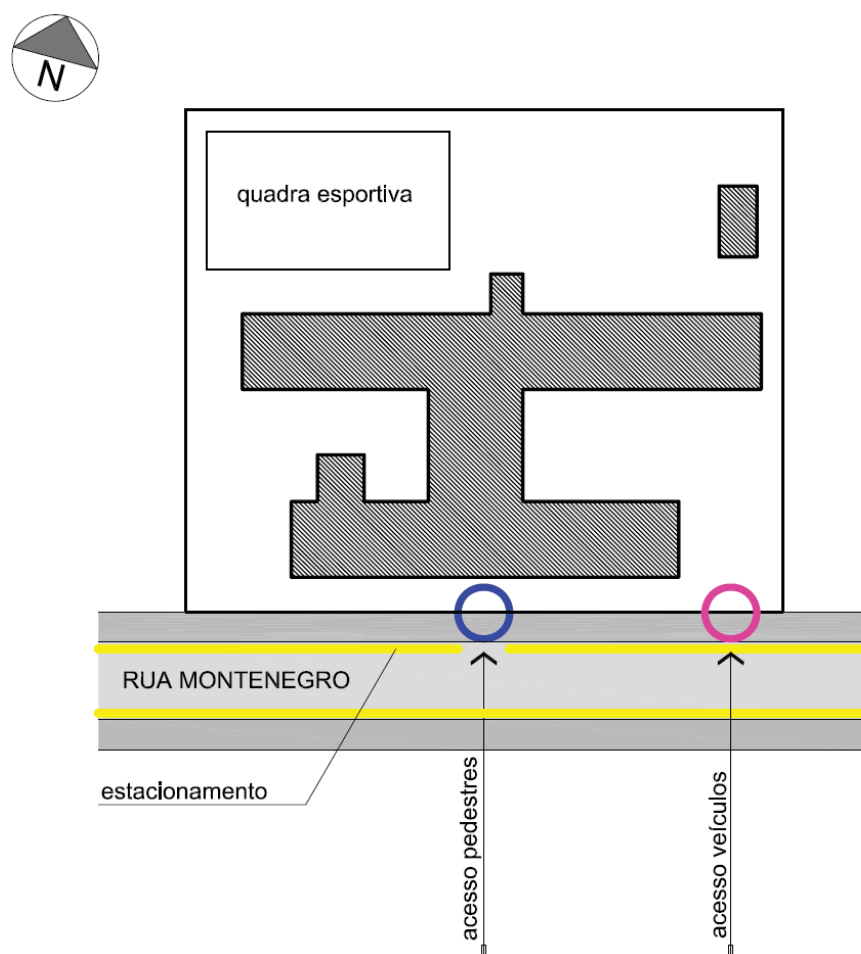 N
quadra esportiva
RUA MONTENEGRO
estacionamento
acesso pedestres
acesso veículos